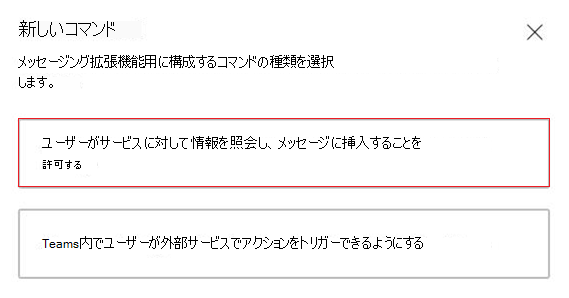 新しいコマンド
メッセージング拡張機能用に構成するコマンドの種類を選択
します。
ユーザーがサービスに対して情報を照会し、メッセージに挿入することを
許可する
Teams内でユーザーが外部サービスでアクションをトリガーできるようにする